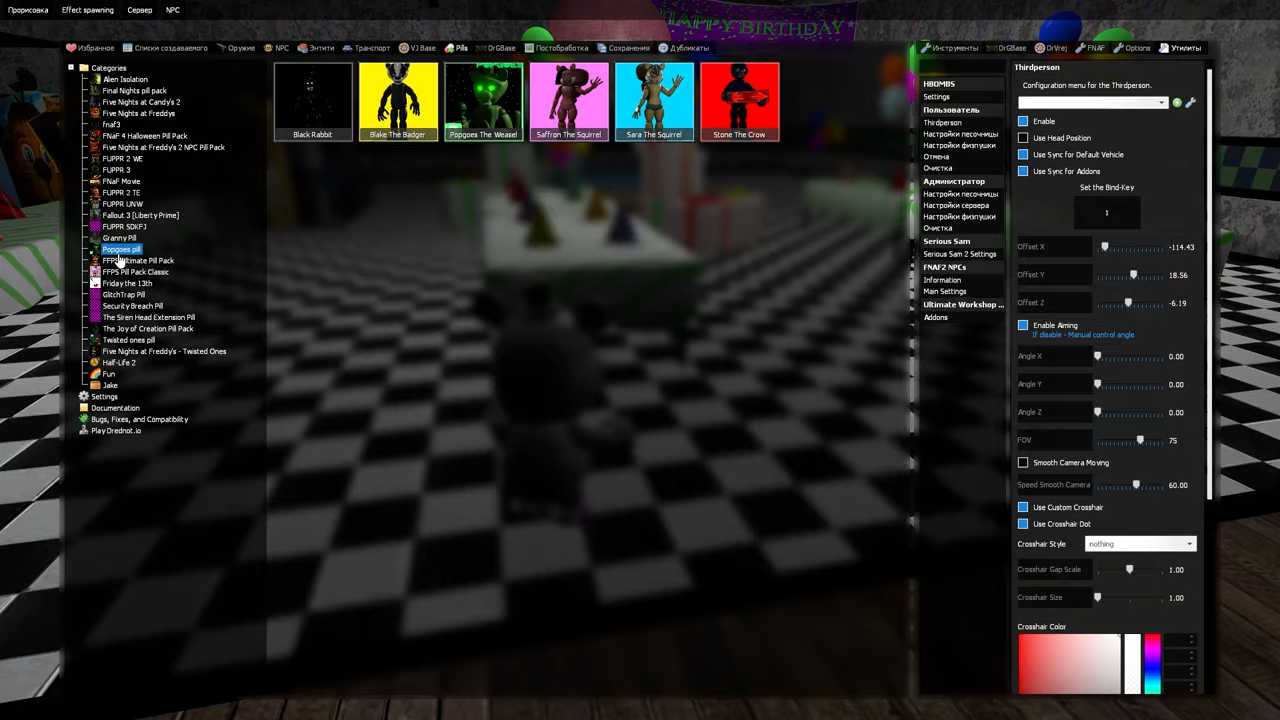 Прорисовка Effect spawning Сервер NPC
HAPPY BIRTHDAY
Избранное Списки создаваемого Оружие NPC Энтити Транспорт VJ Base Pills DrGBase Постобработка Сохранения Дубликаты
Инструменты DrGBase DrVrej FNAF Options Утилиты
Categories
Alien Isolation
Final Nights pill pack
Five Nights at Candy's 2
Five Nights at Freddys
fnaf3
FNaF 4 Halloween Pill Pack
Five Nights at Freddy's 2 NPC Pill Pack
FUPPR 2 WE
FUPPR 3
FNAF Movie
FUPPR 2 TE
FUPPR UNW
Fallout 3 [Liberty Prime]
FUPPR SDKFJ
Granny Pill
Popgoes pill
FFPS Ultimate Pill Pack
FFPS Pill Pack Classic
Friday the 13th
GlitchTrap Pill
Security Breach Pill
The Siren Head Extension Pill
The Joy of Creation Pill Pack
Twisted ones pill
Five Nights at Freddy's - Twisted Ones
Half-Life 2
Fun
Jake
Settings
Documentation
Bugs, Fixes, and Compatibility
Play Drednot.io
Black Rabbit
Blake The Badger
Popgoes The Weasel
Saffron The Squirrel
Sara The Squirrel
Stone The Crow
HBOMBS
Settings
Пользователь
Thirdperson
Настройки песочницы
Настройки физпушки
Отмена
Очистка
Администратор
Настройки песочницы
Настройки сервера
Настройки физпушки
Очистка
Serious Sam
Serious Sam 2 Settings
FNAF2 NPCs
Information
Main Settings
Ultimate Workshop ...
Addons
Thirdperson
Configuration menu for the Thirdperson.
Enable
Use Head Position
Use Sync for Default Vehicle
Use Sync for Addons
Set the Bind-Key
1
Offset X -114.43
Offset Y 18.56
Offset Z -6.19
Enable Aiming
If disable - Manual control angle
Angle X 0.00
Angle Y 0.00
Angle Z 0.00
FOV 75
Smooth Camera Moving
Speed Smooth Camera 60.00
Use Custom Crosshair
Use Crosshair Dot
Crosshair Style nothing
Crosshair Gap Scale 1.00
Crosshair Size 1.00
Crosshair Color